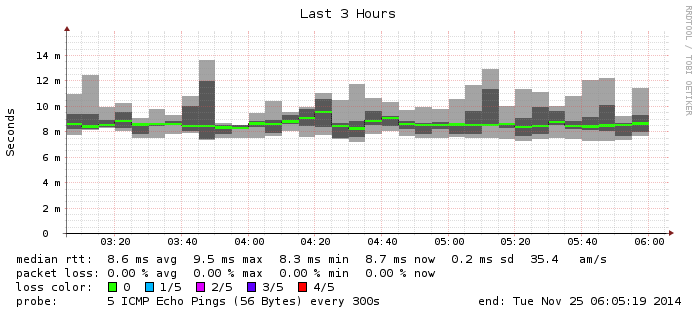 Last 3 Hours
RRDTOOL / TOBI OETIKER
Seconds
14 m
12 m
10 m
8 m
6 m
4 m
2 m
0
03:20 03:40 04:00 04:20 04:40 05:00 05:20 05:40 06:00
median rtt: 8.6 ms avg 9.5 ms max 8.3 ms min 8.7 ms now 0.2 ms sd 35.4 am/s
packet loss: 0.00 % avg 0.00 % max 0.00 % min 0.00 % now
loss color: 0 1/5 2/5 3/5 4/5
probe: 5 ICMP Echo Pings (56 Bytes) every 300s end: Tue Nov 25 06:05:19 2014